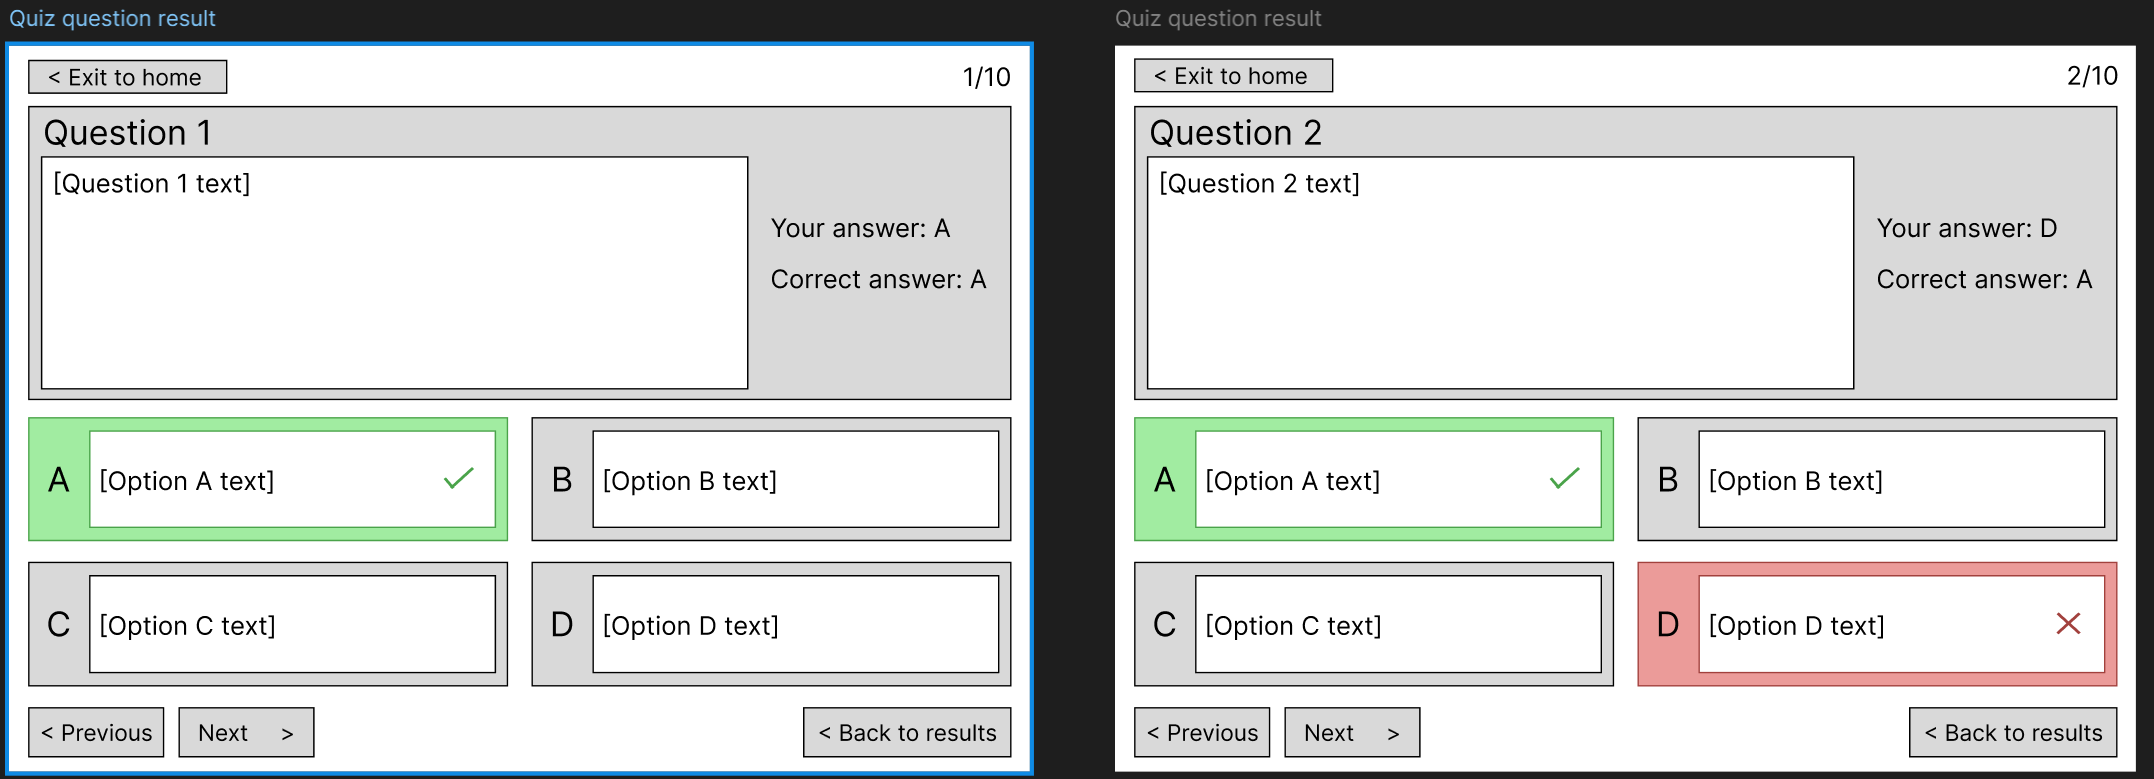 Quiz question result
< Exit to home
1/10
Question 1
[Question 1 text]
Your answer: A
Correct answer: A
A
[Option A text]
B
[Option B text]
C
[Option C text]
D
[Option D text]
< Previous
Next >
< Back to results
Quiz question result
< Exit to home
2/10
Question 2
[Question 2 text]
Your answer: D
Correct answer: A
A
[Option A text]
B
[Option B text]
C
[Option C text]
D
[Option D text]
< Previous
Next >
< Back to results